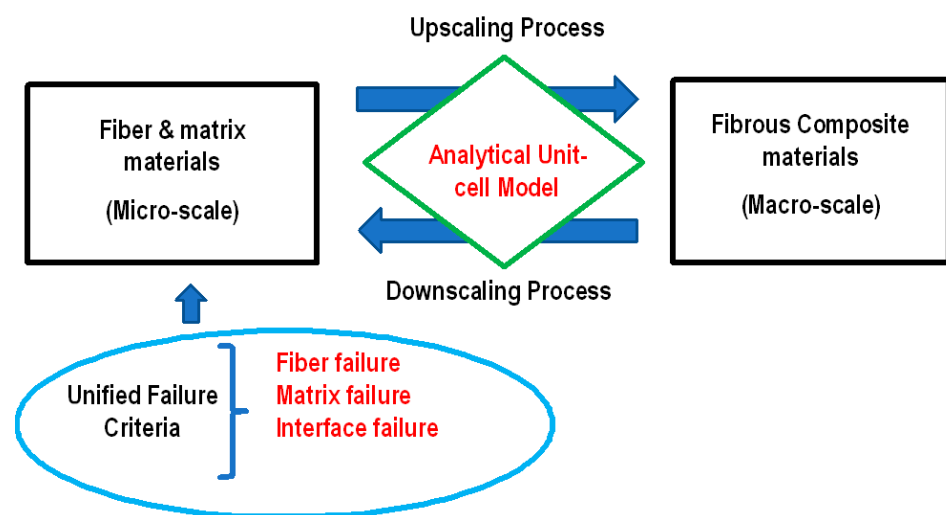 Upscaling Process
Fiber & matrix
materials
(Micro-scale)
Analytical Unit-
cell Model
Fibrous Composite
materials
(Macro-scale)
Downscaling Process
Unified Failure
Criteria
Fiber failure
Matrix failure
Interface failure